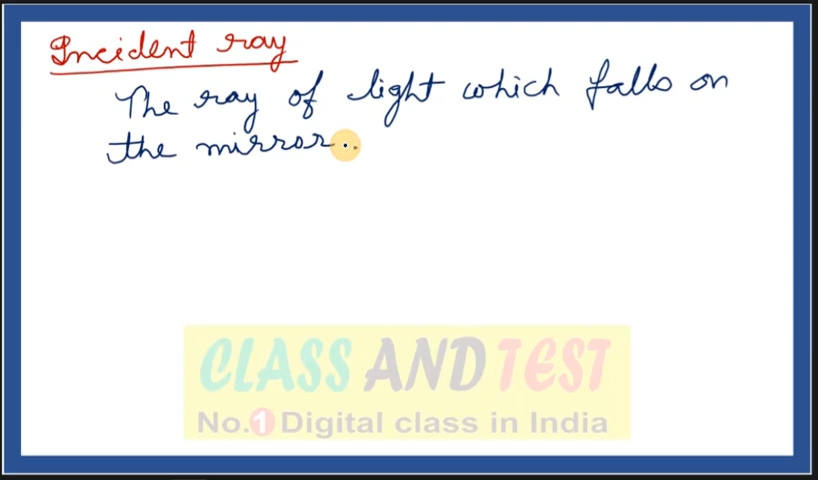 Incident ray
The ray of light which falls on
the mirror..
CLASS AND TEST
No.1 Digital class in India